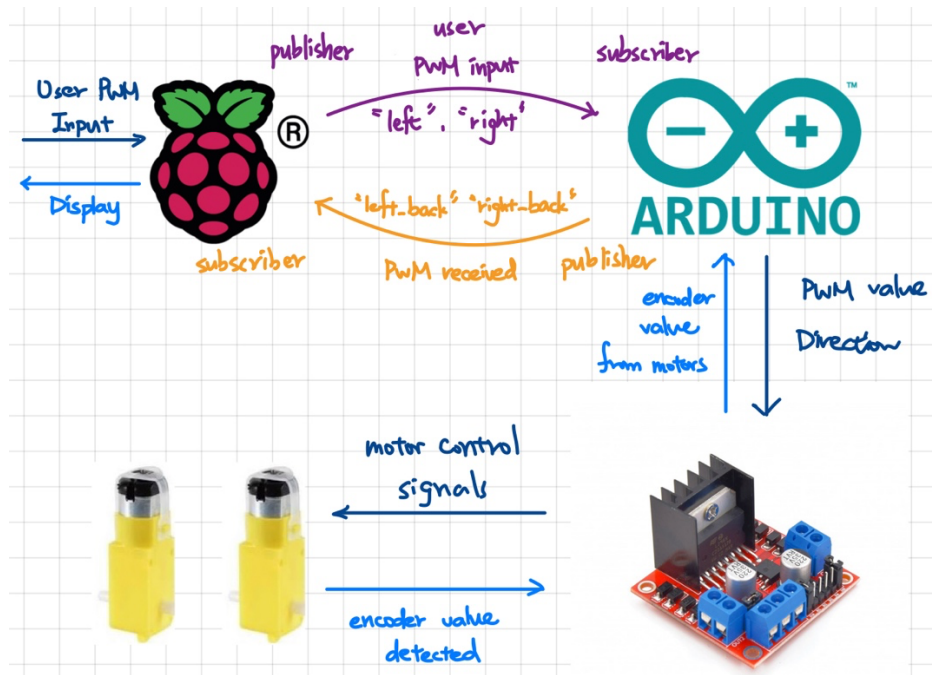 user
publisher
PWM input
subscriber
User PWM
Input
"left", "right"
®
™
Display
"left_back" "right_back"
ARDUINO
subscriber
PWM received
publisher
encoder
value
from motors
PWM value
Direction
motor control
signals
encoder value
detected